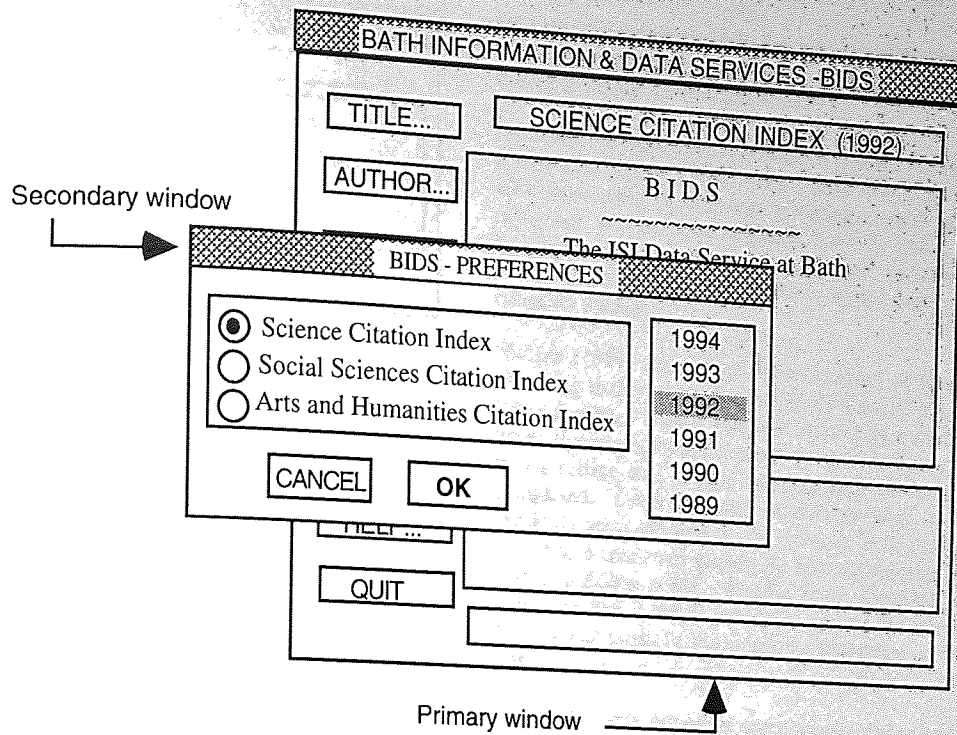 BATH INFORMATION & DATA SERVICES -BIDS
TITLE...
SCIENCE CITATION INDEX (1992)
AUTHOR...
B I D S
~~~~~~~~~~~~~~~
The ISI Data Service at Bath
Secondary window
BIDS - PREFERENCES
Science Citation Index
Social Sciences Citation Index
Arts and Humanities Citation Index
1994
1993
1992
1991
1990
1989
CANCEL
OK
HELP...
QUIT
Primary window